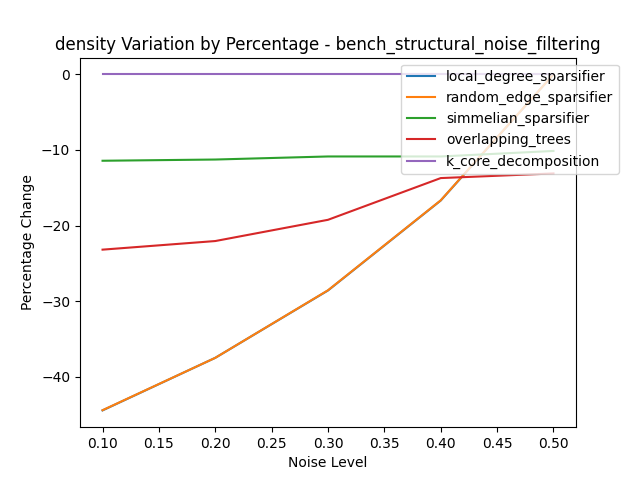 density Variation by Percentage - bench_structural_noise_filtering
local_degree_sparsifier
random_edge_sparsifier
simmelian_sparsifier
overlapping_trees
k_core_decomposition
Percentage Change
0
−10
−20
−30
−40
0.10 0.15 0.20 0.25 0.30 0.35 0.40 0.45 0.50
Noise Level